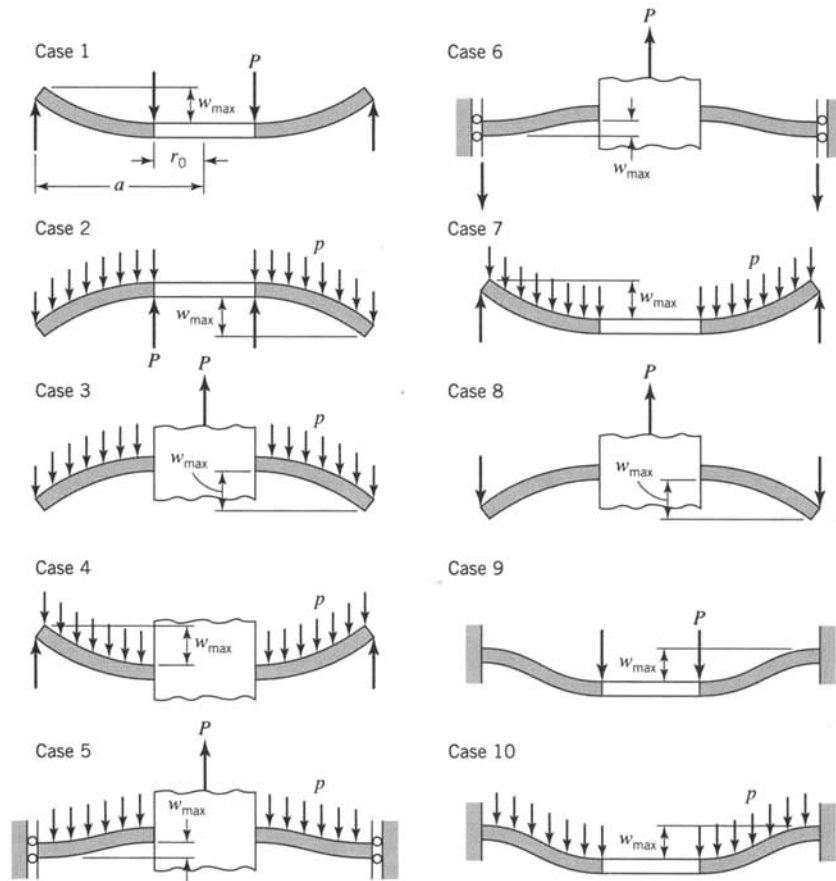 Case 1
P
w_max
r_0
a
Case 2
p
w_max
P P
Case 3
P
p
w_max
Case 4
p
w_max
Case 5
P
p
w_max
Case 6
P
w_max
Case 7
p
w_max
Case 8
P
w_max
Case 9
P
w_max
Case 10
p
w_max